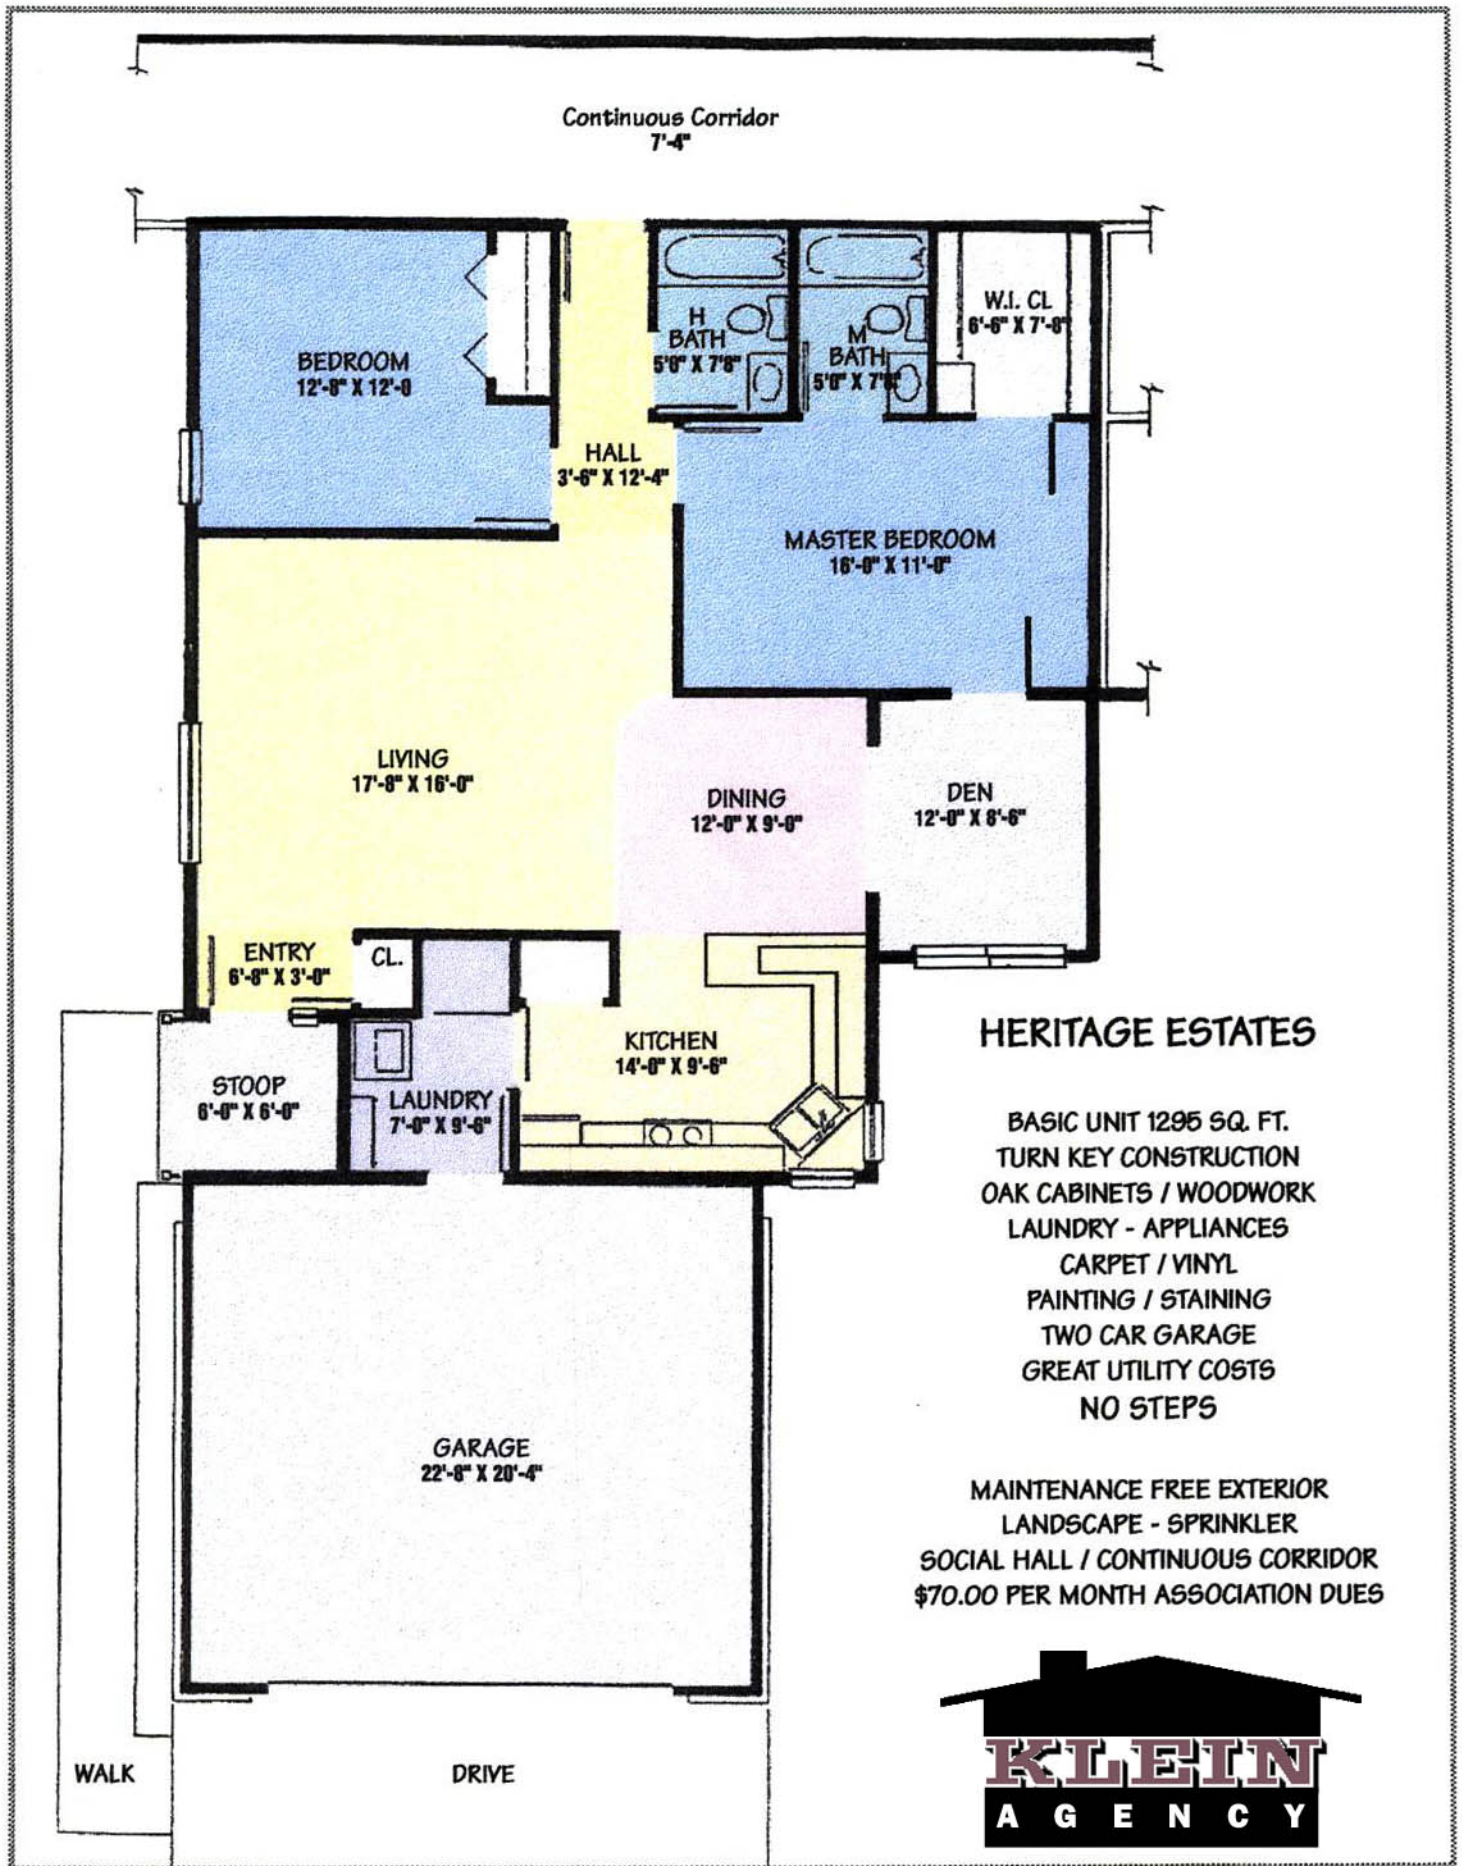 Continuous Corridor
7'-4"
BEDROOM
12'-8" X 12'-0
H
BATH
5'0" X 7'8"
M
BATH
5'0" X 7'8"
W.I. CL
6'-6" X 7'-8"
HALL
3'-6" X 12'-4"
MASTER BEDROOM
16'-0" X 11'-0"
LIVING
17'-8" X 16'-0"
DINING
12'-0" X 9'-0"
DEN
12'-0" X 8'-6"
ENTRY
6'-8" X 3'-0"
CL.
KITCHEN
14'-0" X 9'-6"
STOOP
6'-0" X 6'-0"
LAUNDRY
7'-0" X 9'-6"
GARAGE
22'-8" X 20'-4"
WALK
DRIVE
HERITAGE ESTATES
BASIC UNIT 1295 SQ. FT.
TURN KEY CONSTRUCTION
OAK CABINETS / WOODWORK
LAUNDRY - APPLIANCES
CARPET / VINYL
PAINTING / STAINING
TWO CAR GARAGE
GREAT UTILITY COSTS
NO STEPS
MAINTENANCE FREE EXTERIOR
LANDSCAPE - SPRINKLER
SOCIAL HALL / CONTINUOUS CORRIDOR
$70.00 PER MONTH ASSOCIATION DUES
KLEIN
AGENCY